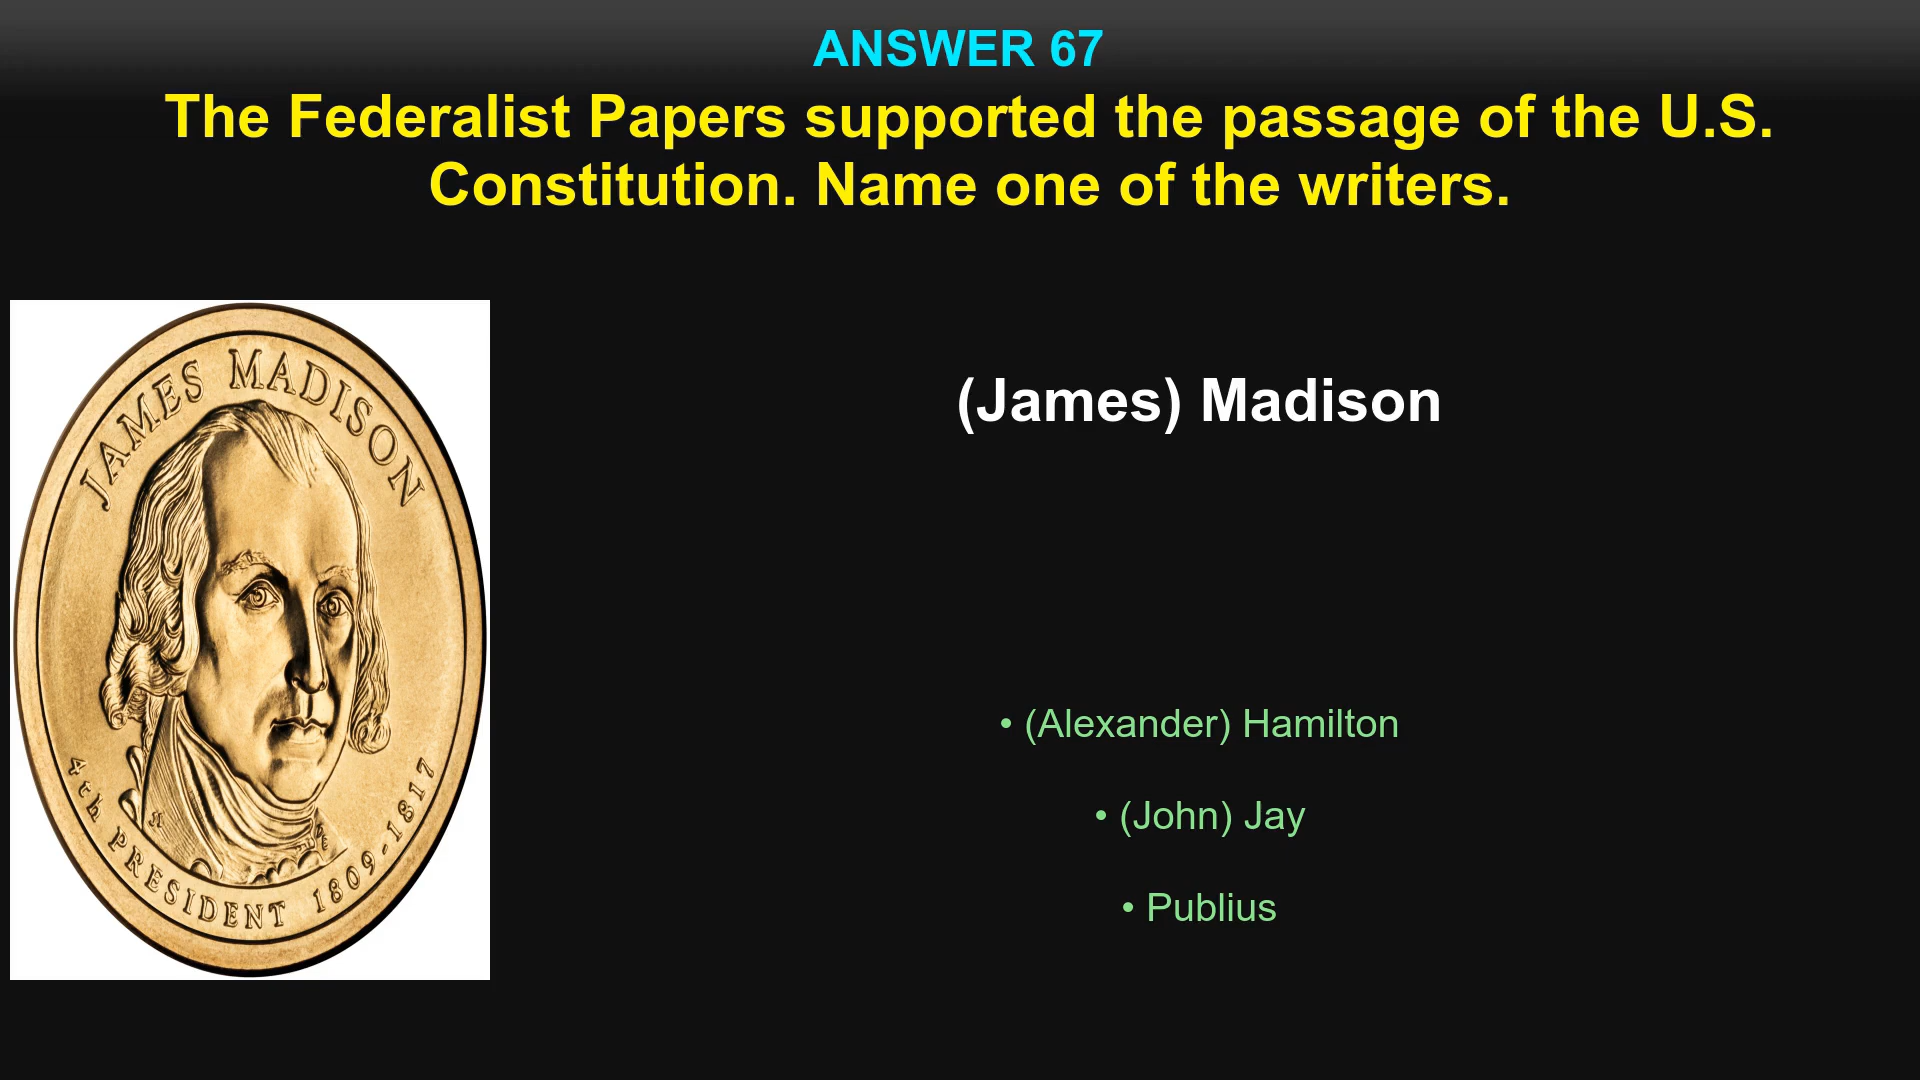 ANSWER 67
The Federalist Papers supported the passage of the U.S.
Constitution. Name one of the writers.
JAMES MADISON
4th PRESIDENT 1809-1817
(James) Madison
• (Alexander) Hamilton
• (John) Jay
• Publius